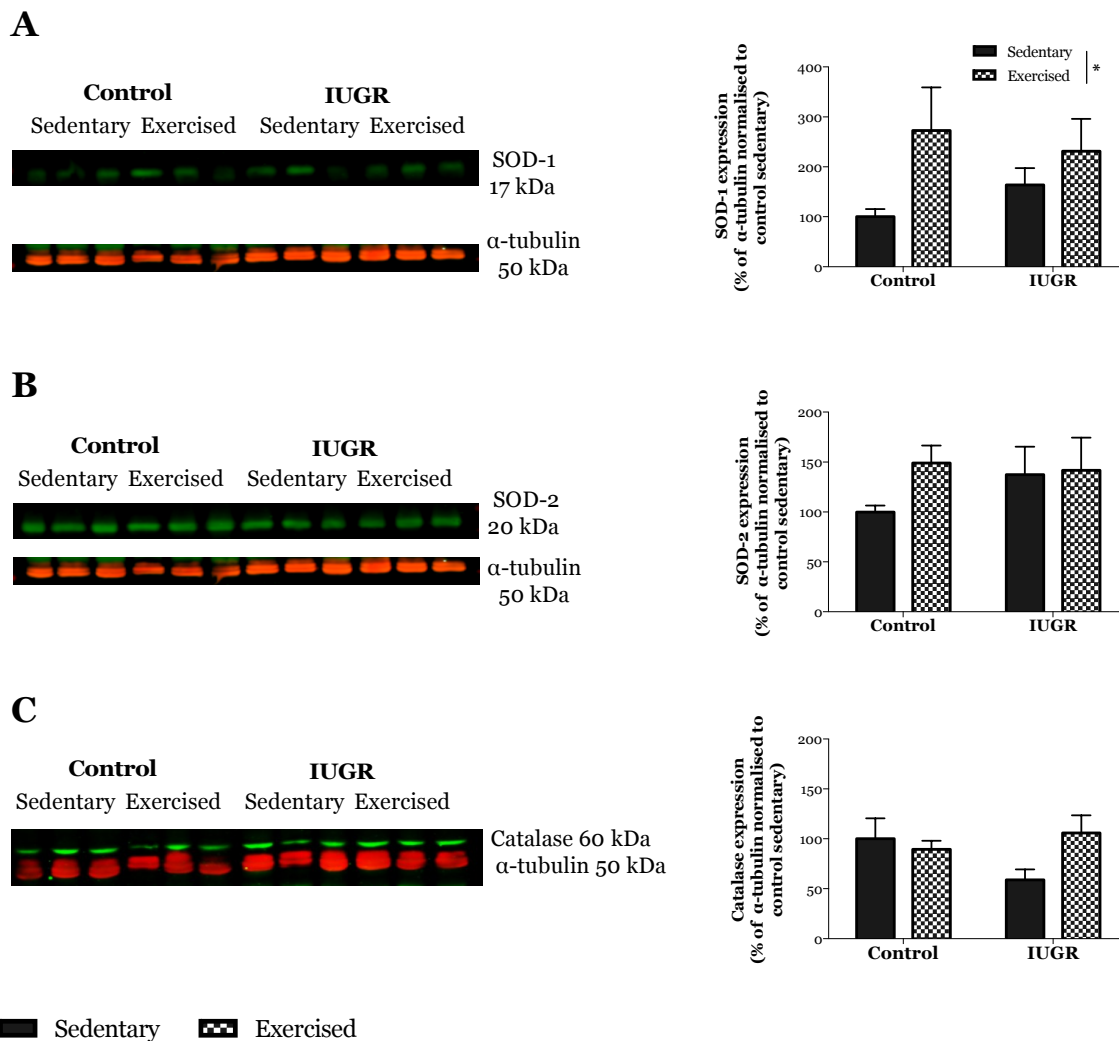 A
Control IUGR
Sedentary Exercised Sedentary Exercised
SOD-1
17 kDa
α-tubulin
50 kDa
Sedentary
Exercised
*
SOD-1 expression
(% of α-tubulin normalised to
control sedentary)
400
300
200
100
0
Control IUGR
B
Control IUGR
Sedentary Exercised Sedentary Exercised
SOD-2
20 kDa
α-tubulin
50 kDa
SOD-2 expression
(% of α-tubulin normalised to
control sedentary)
200
150
100
50
0
Control IUGR
C
Control IUGR
Sedentary Exercised Sedentary Exercised
Catalase 60 kDa
α-tubulin 50 kDa
Catalase expression
(% of α-tubulin normalised to
control sedentary)
200
150
100
50
0
Control IUGR
Sedentary Exercised